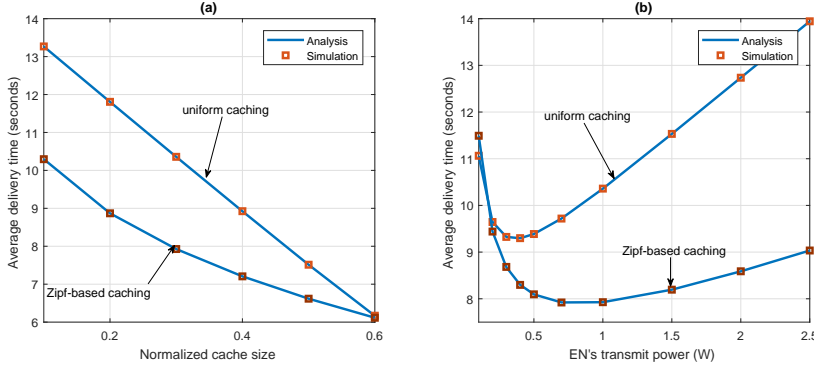 (a)
14
13
12
11
10
9
8
7
6
Average delivery time (seconds)
Analysis
Simulation
uniform caching
Zipf-based caching
0.2
0.4
0.6
Normalized cache size
(b)
14
13
12
11
10
9
8
Average delivery time (seconds)
Analysis
Simulation
uniform caching
Zipf-based caching
0.5
1
1.5
2
2.5
EN's transmit power (W)